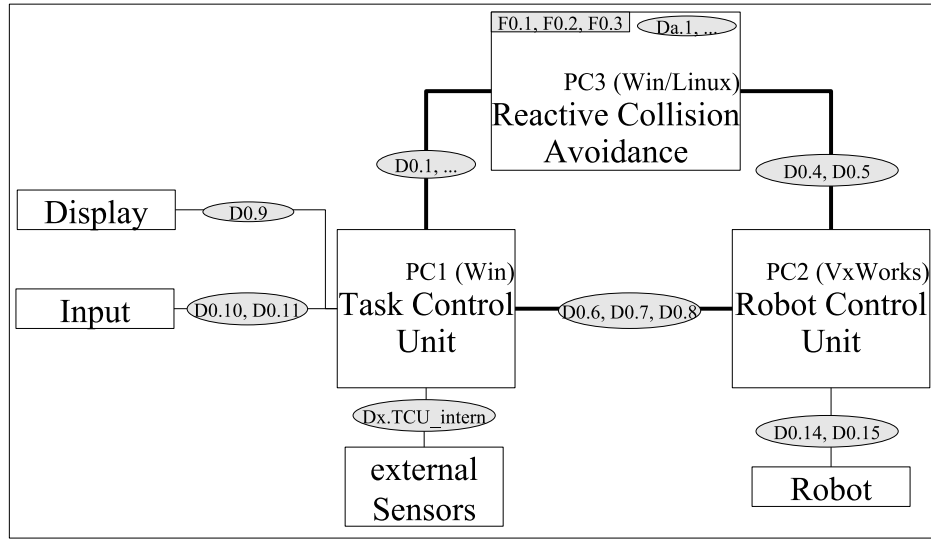 F0.1, F0.2, F0.3
Da.1, ...
PC3 (Win/Linux)
Reactive Collision
Avoidance
D0.1, ...
D0.4, D0.5
Display
D0.9
PC1 (Win)
Task Control
Unit
PC2 (VxWorks)
Robot Control
Unit
Input
D0.10, D0.11
D0.6, D0.7, D0.8
Dx.TCU_intern
D0.14, D0.15
external
Sensors
Robot